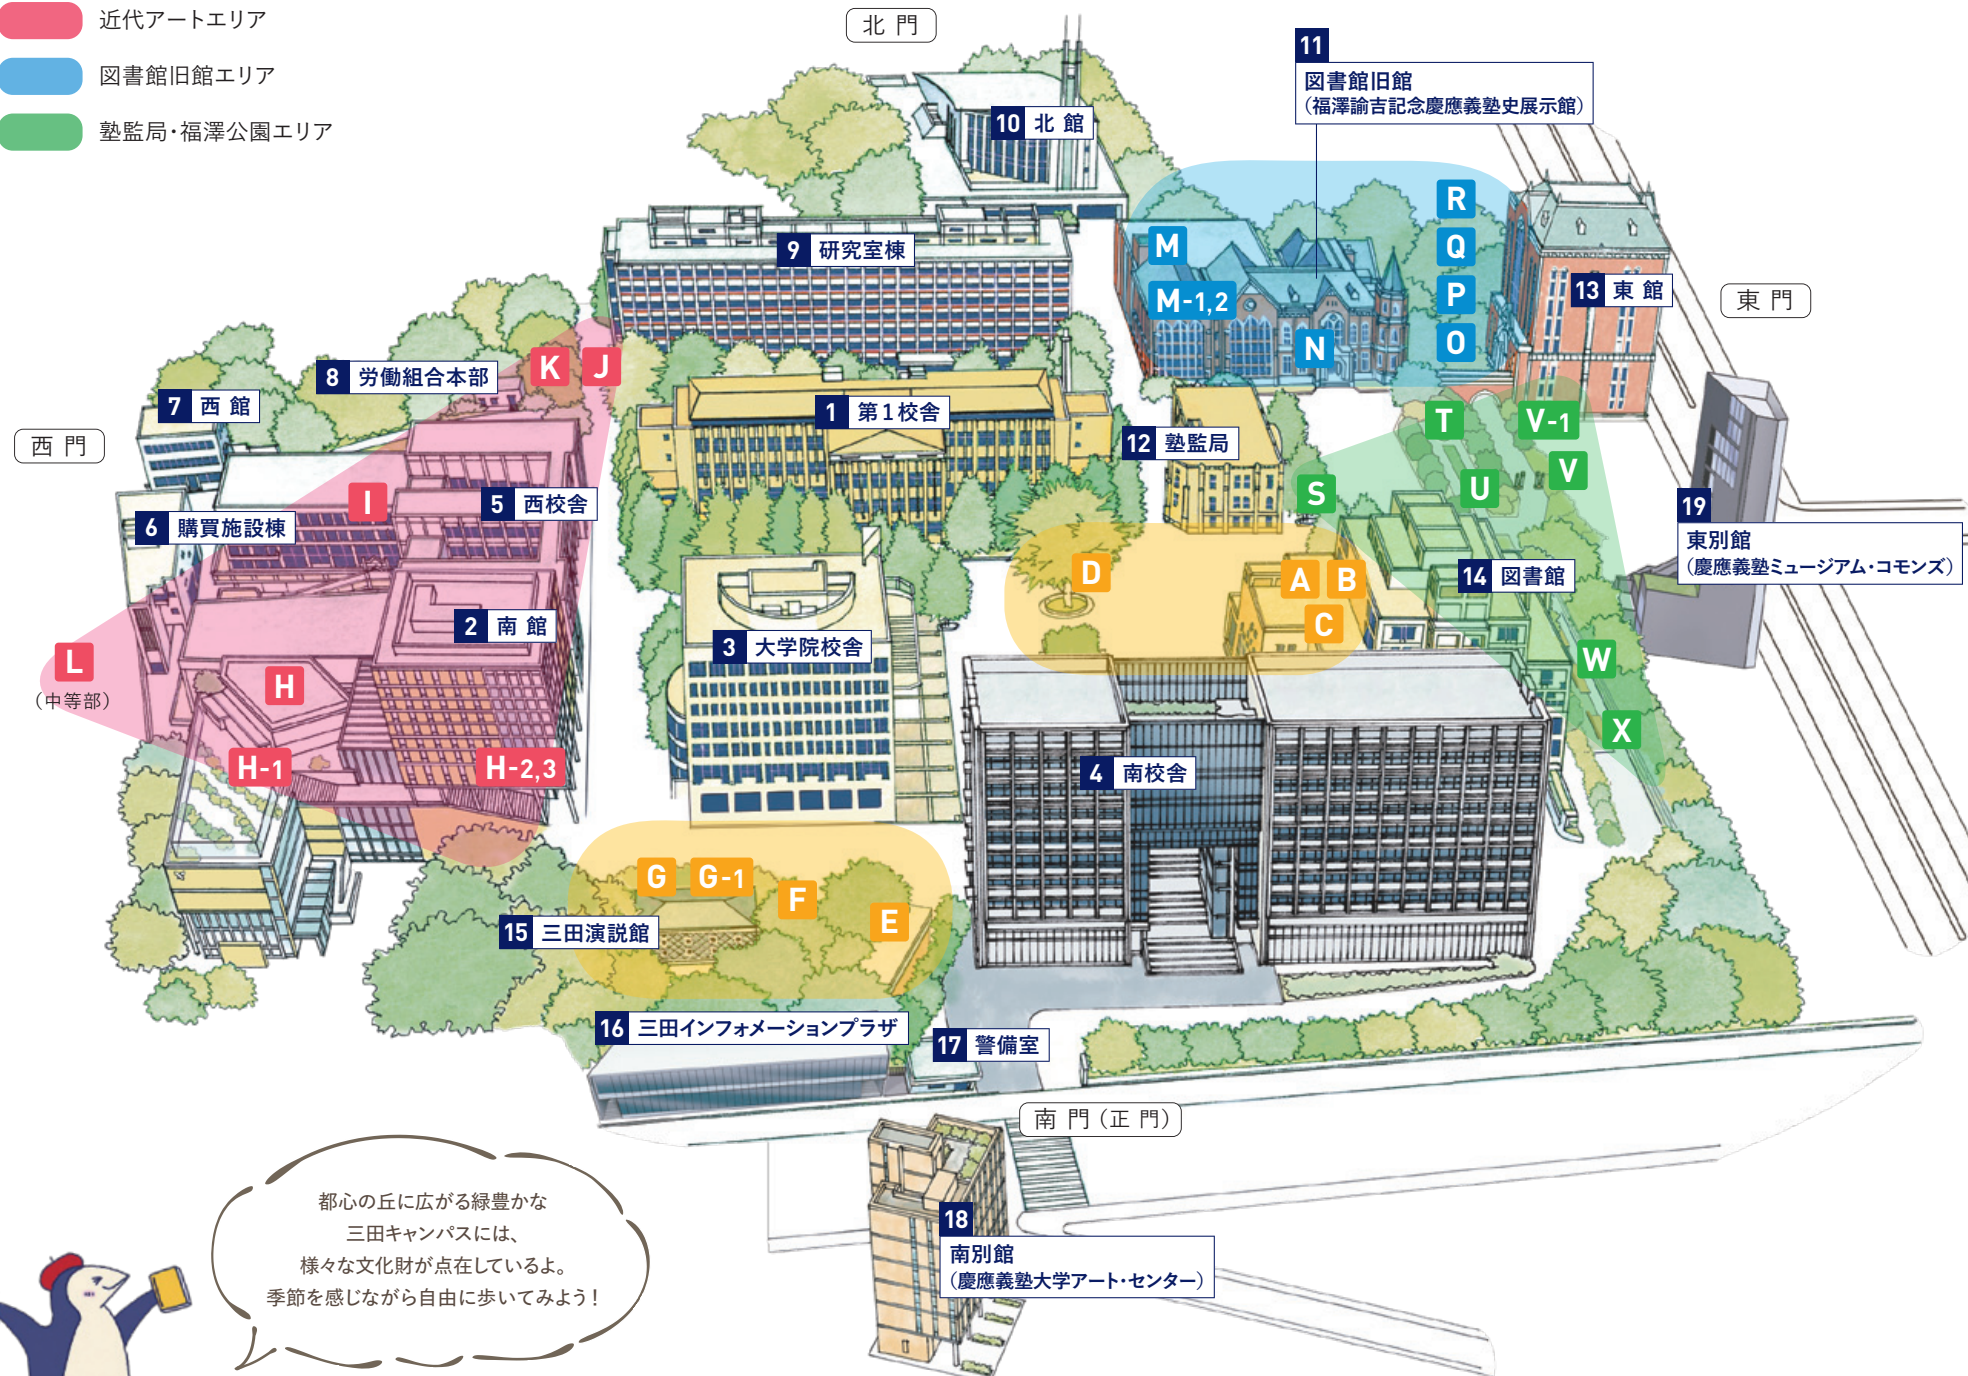 近代アートエリア
図書館旧館エリア
塾監局・福澤公園エリア
北門
11
図書館旧館
（福澤諭吉記念慶應義塾史展示館）
10 北館
R
9 研究室棟
M
Q
M-1,2
P
13 東館
東門
N
O
8 労働組合本部
K
J
7 西館
1 第1校舎
T
V-1
西門
12 塾監局
V
I
5 西校舎
S
U
6 購買施設棟
19
東別館
（慶應義塾ミュージアム・コモンズ）
D
A
B
14 図書館
C
2 南館
3 大学院校舎
L
（中等部）
W
H
X
H-1
H-2,3
4 南校舎
G
G-1
F
E
15 三田演説館
16 三田インフォメーションプラザ
17 警備室
南門（正門）
都心の丘に広がる緑豊かな
三田キャンパスには、
様々な文化財が点在しているよ。
季節を感じながら自由に歩いてみよう！
18
南別館
（慶應義塾大学アート・センター）